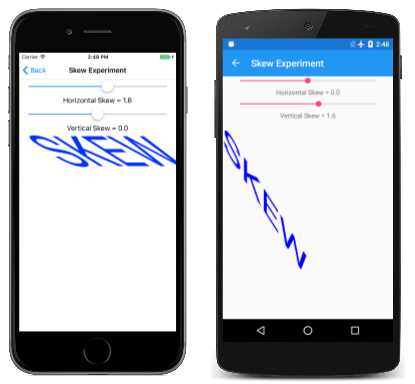 Carrier 2:48 PM
Back Skew Experiment
Horizontal Skew = 1.6
Vertical Skew = 0.0
SKEW
2:48
Skew Experiment
Horizontal Skew = 0.0
Vertical Skew = 1.6
SKEW